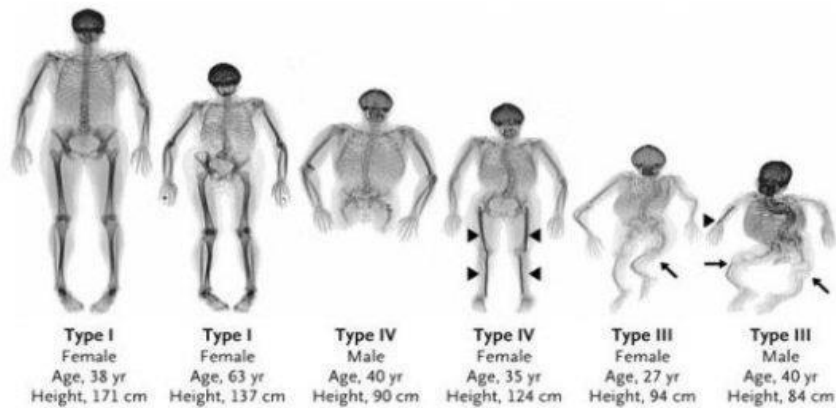 Type I
Female
Age, 38 yr
Height, 171 cm
Type I
Female
Age, 63 yr
Height, 137 cm
Type IV
Male
Age, 40 yr
Height, 90 cm
Type IV
Female
Age, 35 yr
Height, 124 cm
Type III
Female
Age, 27 yr
Height, 94 cm
Type III
Male
Age, 40 yr
Height, 84 cm